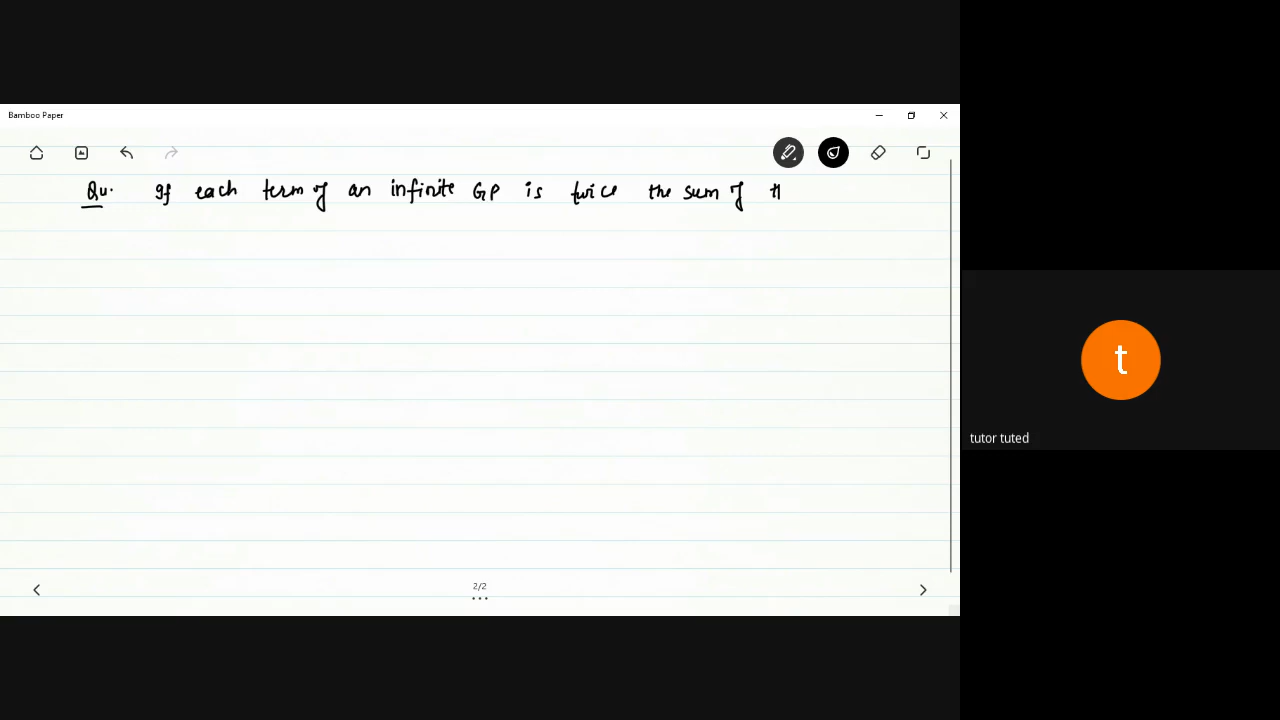 Bamboo Paper
Qu. If each term of an infinite GP is twice the sum of
2/2
t
tutor tuted